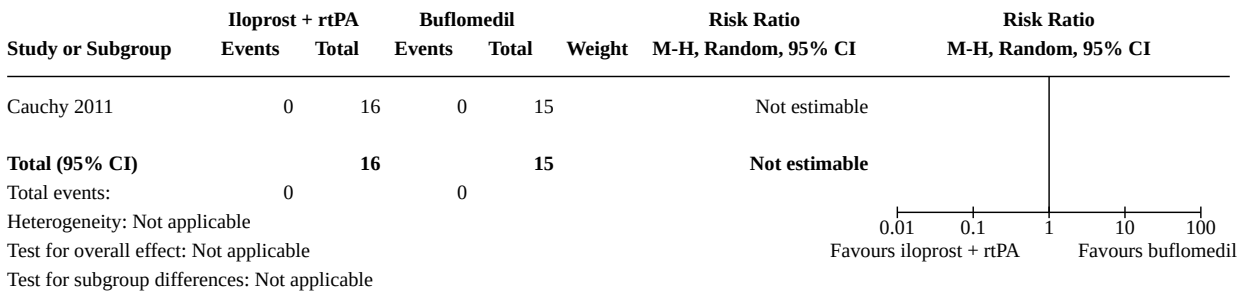 Iloprost + rtPA Buflomedil Risk Ratio Risk Ratio
Study or Subgroup Events Total Events Total Weight M-H, Random, 95% CI M-H, Random, 95% CI
Cauchy 2011 0 16 0 15 Not estimable
Total (95% CI) 16 15 Not estimable
Total events: 0 0
Heterogeneity: Not applicable
0.01 0.1 1 10 100
Test for overall effect: Not applicable Favours iloprost + rtPA Favours buflomedil
Test for subgroup differences: Not applicable